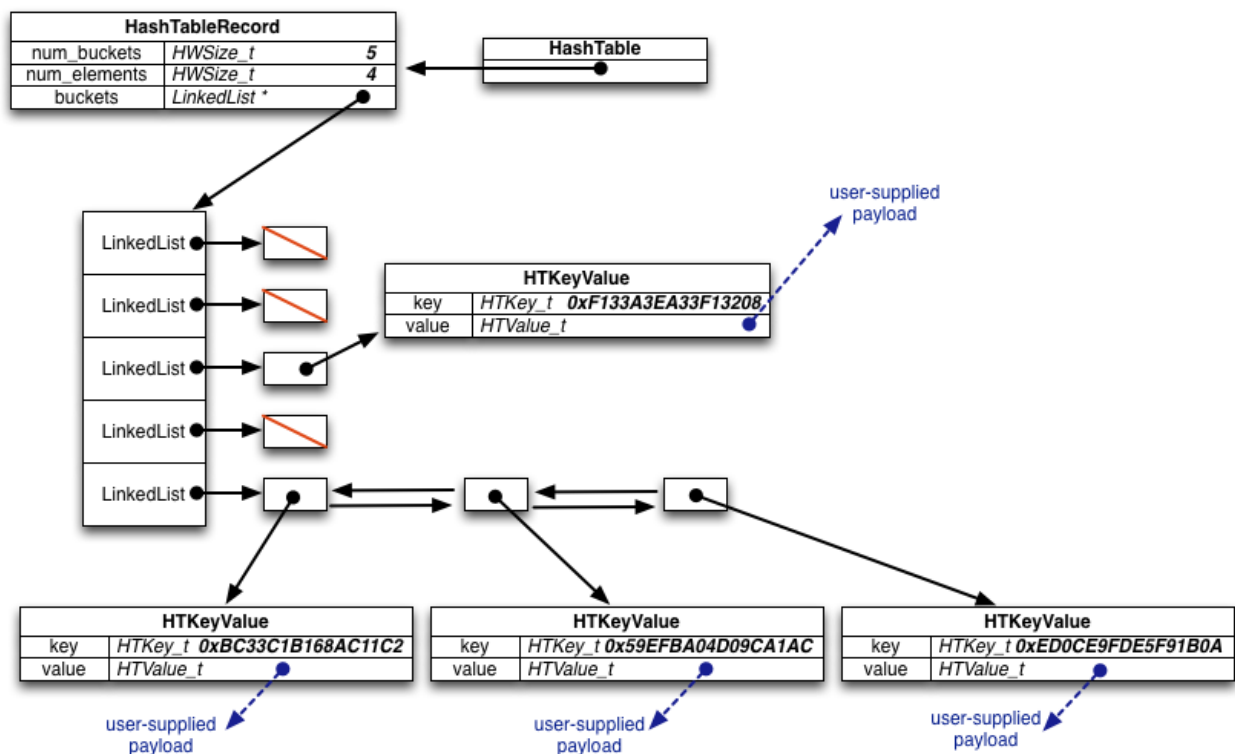 HashTableRecord
num_buckets HWSize_t 5
num_elements HWSize_t 4
buckets LinkedList *
HashTable
user-supplied
payload
LinkedList
LinkedList
LinkedList
LinkedList
LinkedList
HTKeyValue
key HTKey_t 0xF133A3EA33F13208
value HTValue_t
HTKeyValue
key HTKey_t 0xBC33C1B168AC11C2
value HTValue_t
user-supplied
payload
HTKeyValue
key HTKey_t 0x59EFBA04D09CA1AC
value HTValue_t
user-supplied
payload
HTKeyValue
key HTKey_t 0xED0CE9FDE5F91B0A
value HTValue_t
user-supplied
payload